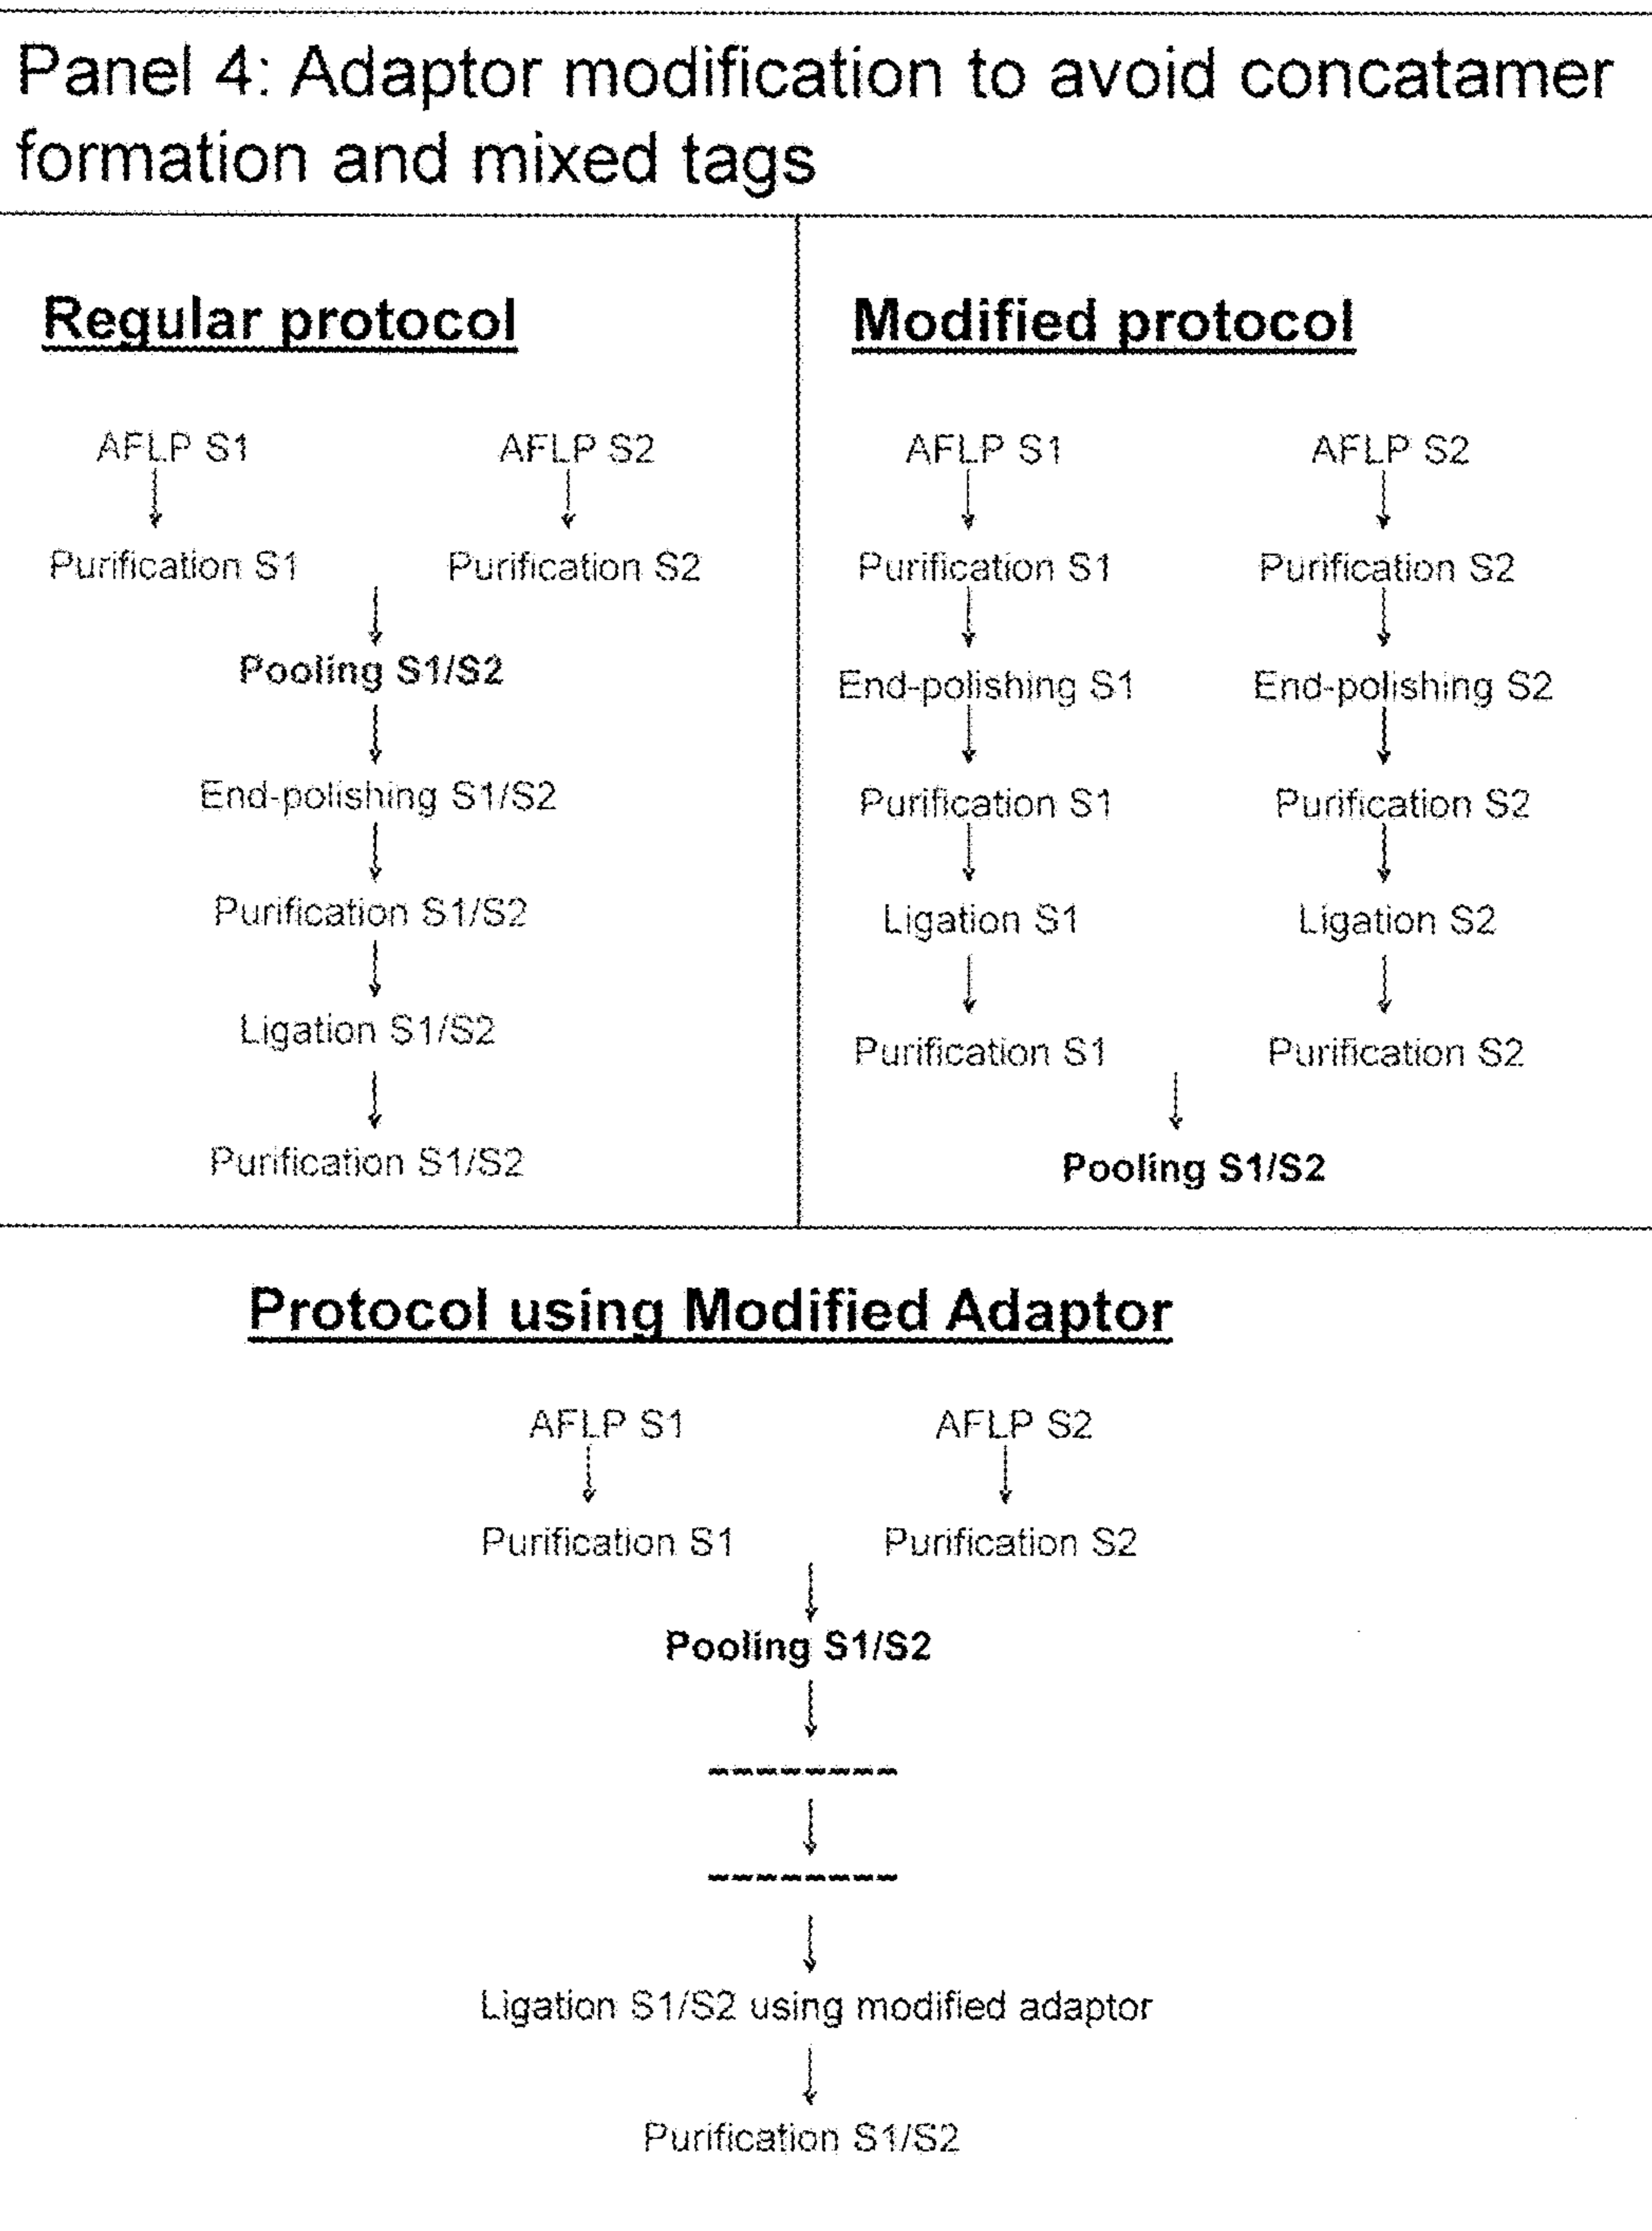 Panel 4: Adaptor modification to avoid concatamer
formation and mixed tags
Regular protocol
AFLP S1
AFLP S2
Purification S1
Purification S2
Pooling S1/S2
End-polishing S1/S2
Purification S1/S2
Ligation S1/S2
Purification S1/S2
Modified protocol
AFLP S1
AFLP S2
Purification S1
Purification S2
End-polishing S1
End-polishing S2
Purification S1
Purification S2
Ligation S1
Ligation S2
Purification S1
Purification S2
Pooling S1/S2
Protocol using Modified Adaptor
AFLP S1
AFLP S2
Purification S1
Purification S2
Pooling S1/S2
--------
--------
Ligation S1/S2 using modified adaptor
Purification S1/S2